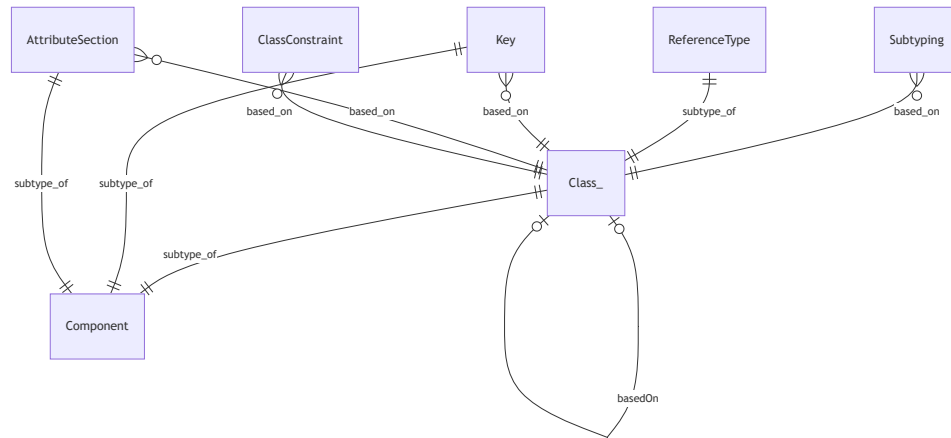 AttributeSection
ClassConstraint
Key
ReferenceType
Subtyping
based_on
based_on
based_on
subtype_of
based_on
subtype_of
subtype_of
Class_
subtype_of
Component
basedOn